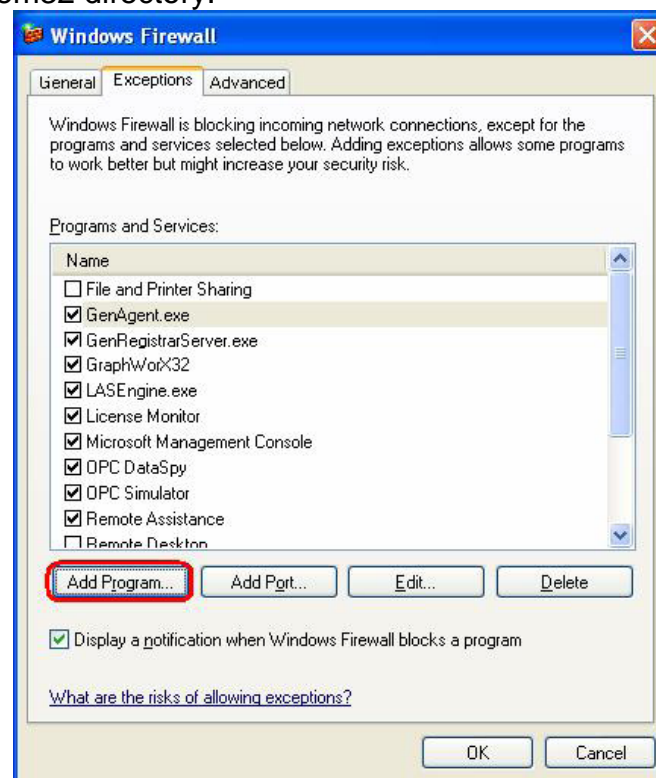 Windows Firewall
General Exceptions Advanced
Windows Firewall is blocking incoming network connections, except for the
programs and services selected below. Adding exceptions allows some programs
to work better but might increase your security risk.
Programs and Services:
Name
File and Printer Sharing
GenAgent.exe
GenRegistrarServer.exe
GraphWorX32
LASEngine.exe
License Monitor
Microsoft Management Console
OPC DataSpy
OPC Simulator
Remote Assistance
Remote Desktop
Add Program... Add Port... Edit... Delete
Display a notification when Windows Firewall blocks a program
What are the risks of allowing exceptions?
OK Cancel